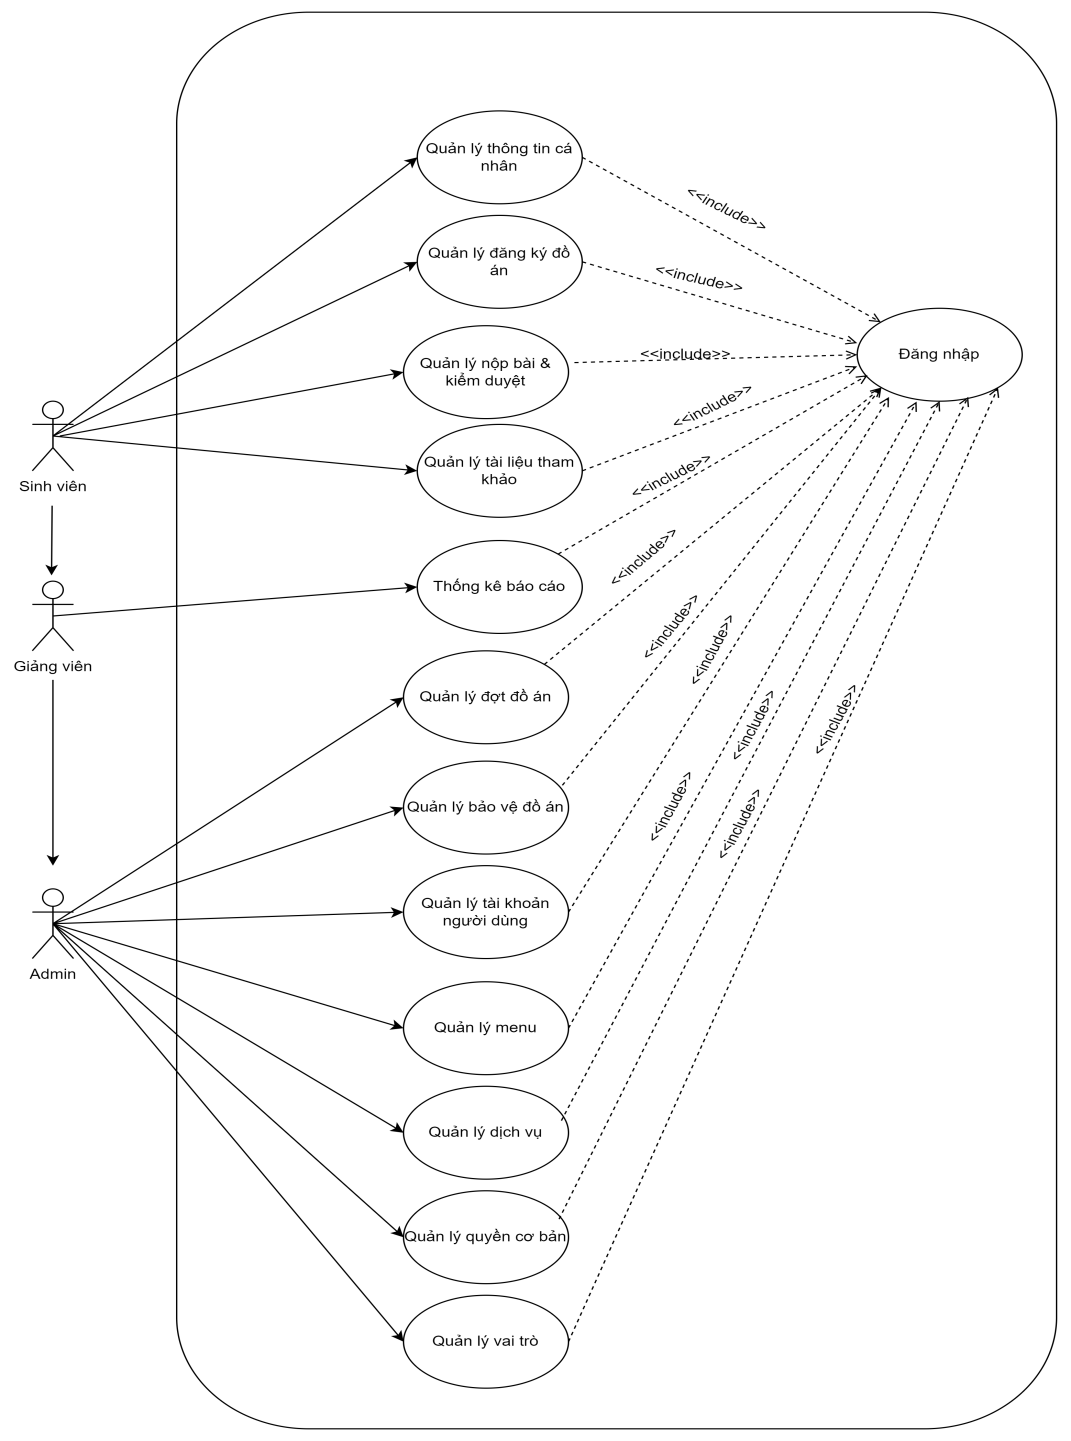 Quản lý thông tin cá
nhân
<<include>>
Quản lý đăng ký đồ
án
<<include>>
Quản lý nộp bài &
kiểm duyệt
<<include>>
Đăng nhập
<<include>>
Sinh viên
Quản lý tài liệu tham
khảo
<<include>>
Thống kê báo cáo
<<include>>
Giảng viên
<<include>>
<<include>>
Quản lý đợt đồ án
<<include>>
<<include>>
Quản lý bảo vệ đồ án
<<include>>
<<include>>
Quản lý tài khoản
người dùng
Admin
Quản lý menu
Quản lý dịch vụ
Quản lý quyền cơ bản
Quản lý vai trò